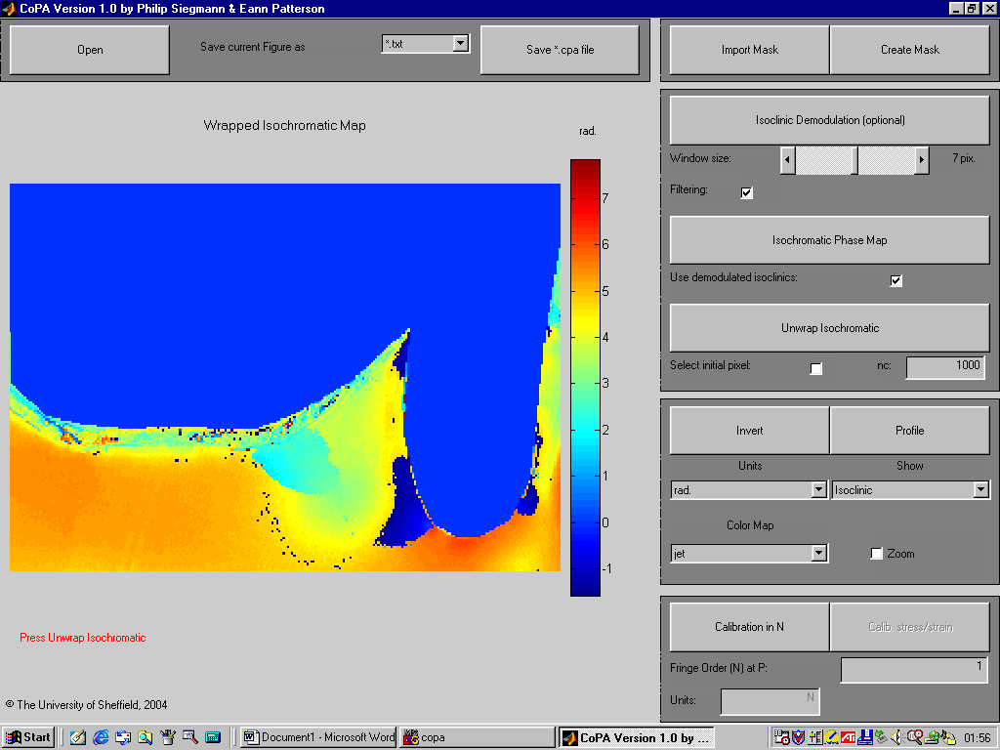 CoPA Version 1.0 by Philip Siegmann & Eann Patterson
Open
Save current Figure as
*.txt
Save *.cpa file
Import Mask
Create Mask
Wrapped Isochromatic Map
rad.
7
6
5
4
3
2
1
0
-1
Isoclinic Demodulation (optional)
Window size:
7 pix.
Filtering:
Isochromatic Phase Map
Use demodulated isoclinics:
Unwrap Isochromatic
Select initial pixel:
nc:
1000
Invert
Profile
Units
Show
rad.
Isoclinic
Color Map
jet
Zoom
Calibration in N
Calib. stress/strain
Fringe Order (N) at P:
1
Units:
N
Press Unwrap Isochromatic
© The University of Sheffield, 2004
Start
Document1 - Microsoft Word
copa
CoPA Version 1.0 by ...
01:56